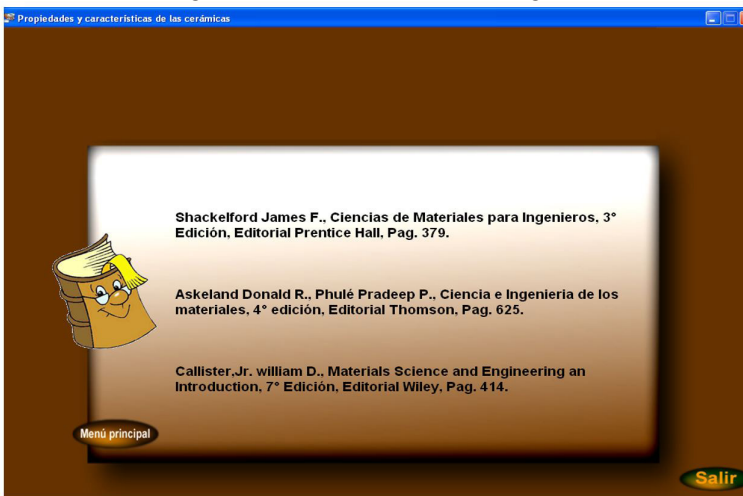 Propiedades y características de las cerámicas
Shackelford James F., Ciencias de Materiales para Ingenieros, 3°
Edición, Editorial Prentice Hall, Pag. 379.
Askeland Donald R., Phulé Pradeep P., Ciencia e Ingenieria de los
materiales, 4° edición, Editorial Thomson, Pag. 625.
Callister,Jr. william D., Materials Science and Engineering an
Introduction, 7° Edición, Editorial Wiley, Pag. 414.
Menú principal
Salir